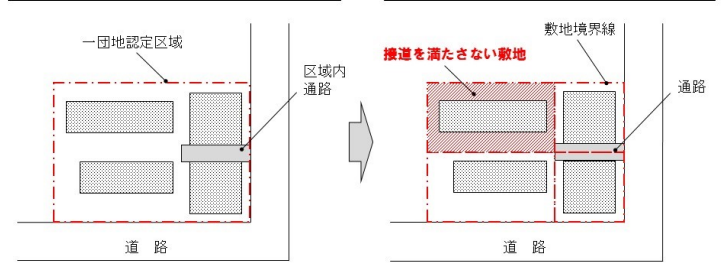 一団地認定区域
区域内
通路
道 路
敷地境界線
接道を満たさない敷地
通路
道 路